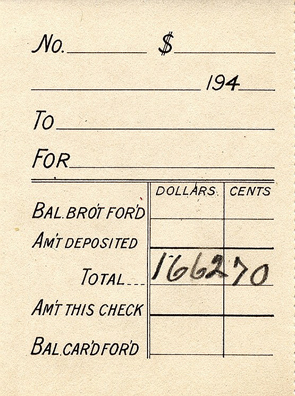 No. $
194
To
FOR
DOLLARS. CENTS
BAL. BRO'T FOR'D
AM'T DEPOSITED
TOTAL... 1662 70
AM'T THIS CHECK
BAL. CAR'D FOR'D